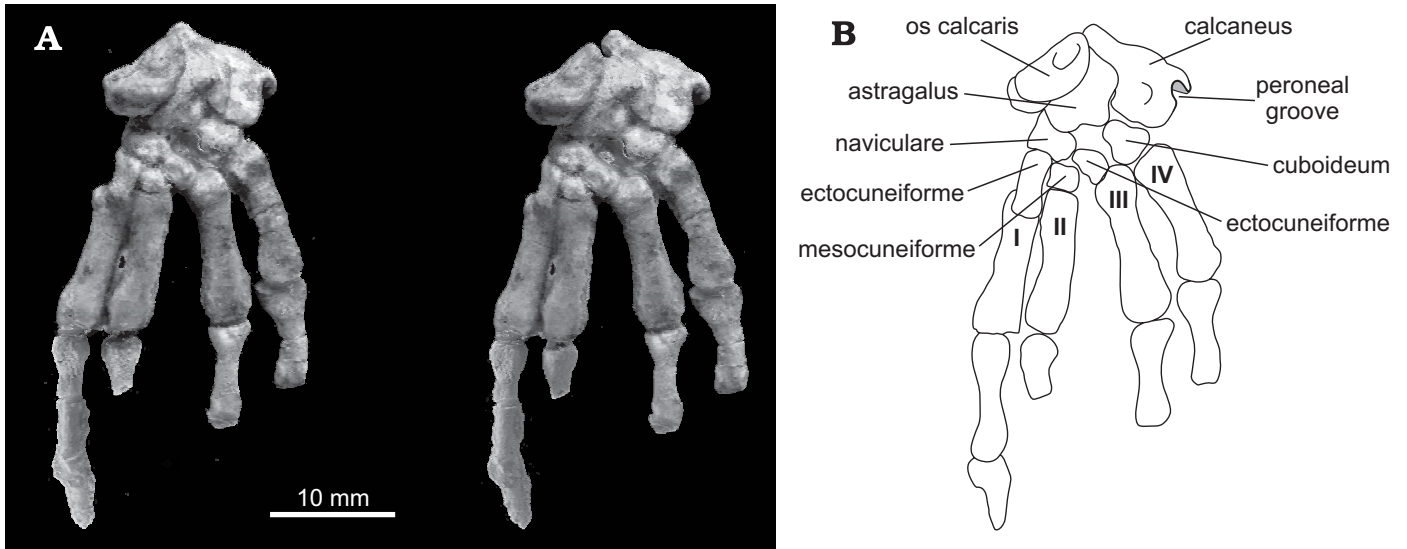 A
10 mm
B
os calcaris
calcaneus
astragalus
peroneal
groove
naviculare
cuboideum
ectocuneiforme
ectocuneiforme
mesocuneiforme
I
II
III
IV